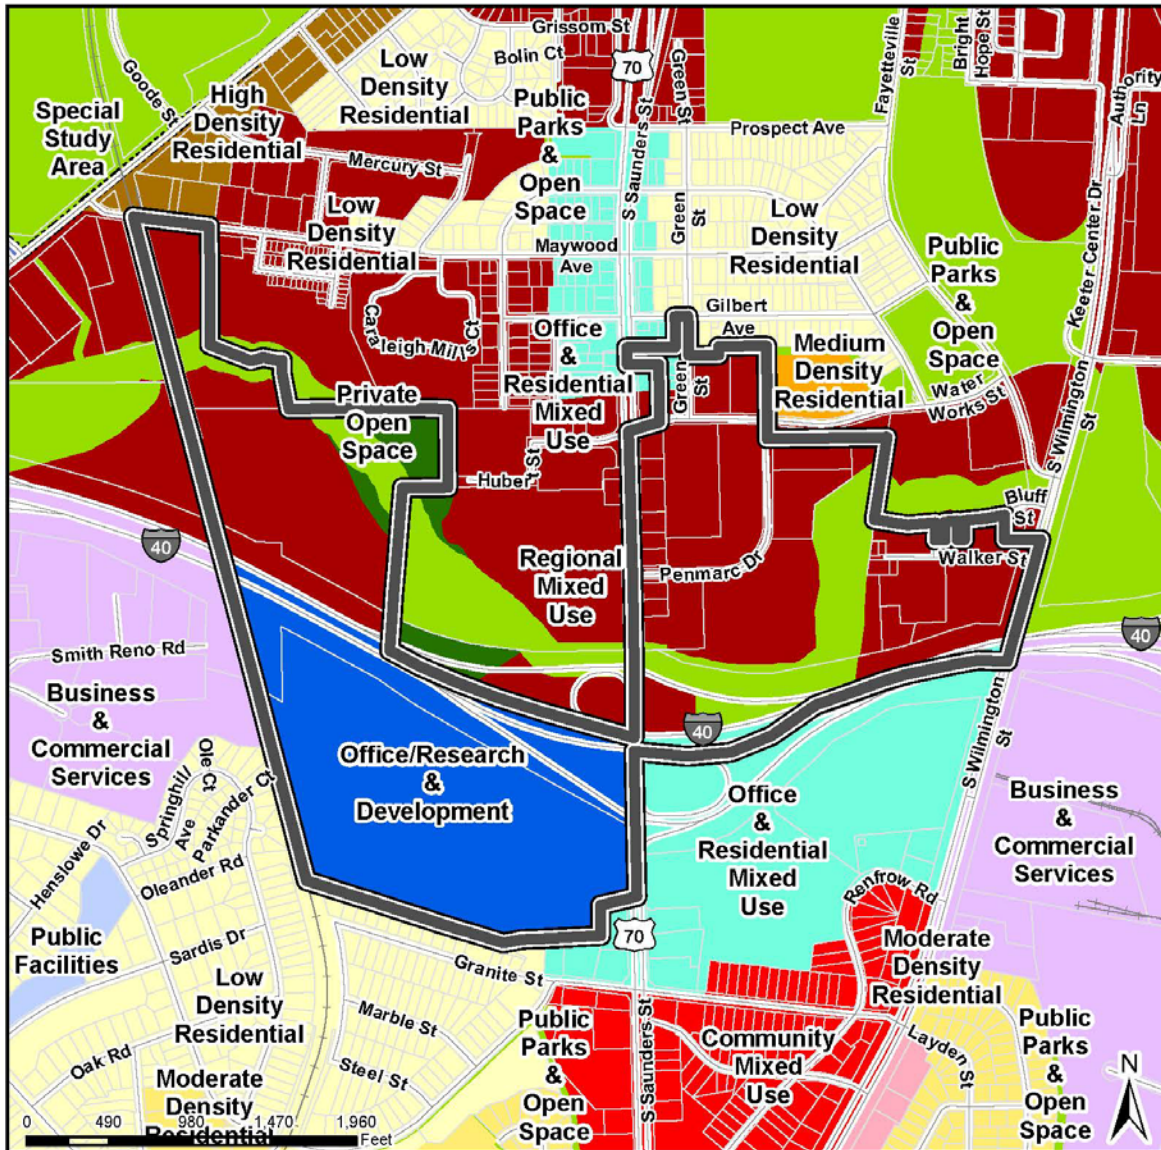 Grissom St
Bolin Ct
70
Green St
Fayetteville
St
Bright
Hope St
Authority
Ln
Goode St
Special
Study
Area
High
Density
Residential
Low
Density
Residential
Public
Parks
&
Open
Space
S Saunders St
Prospect Ave
Mercury St
Low
Density
Residential
Maywood
Ave
Green
St
Low
Density
Residential
Public
Parks
&
Open
Space
Keeter Center Dr
Caraleigh Mills Ct
Gilbert
Ave
Office
&
Residential
Mixed
Use
Medium
Density
Residential
Green
St
Water
Works St
Private
Open
Space
Hubert St
S Wilmington
St
Bluff
St
Walker St
40
Regional
Mixed
Use
Penmarc Dr
40
Smith Reno Rd
Business
&
Commercial
Services
Office/Research
&
Development
40
S Wilmington
St
Ole Ct
Springhill/
Ave
Parkander Ct
Henslowe Dr
Oleander Rd
Office
&
Residential
Mixed
Use
Business
&
Commercial
Services
Renfrow Rd
Public
Facilities
Sardis Dr
70
Granite St
Low
Density
Residential
Moderate
Density
Residential
Marble St
Public
Parks
&
Open
Space
S Saunders St
Community
Mixed
Use
Layden St
Public
Parks
&
Open
Space
Oak Rd
Steel St
Moderate
Density
Residential
N
0 490 980 1,470 1,960
Feet